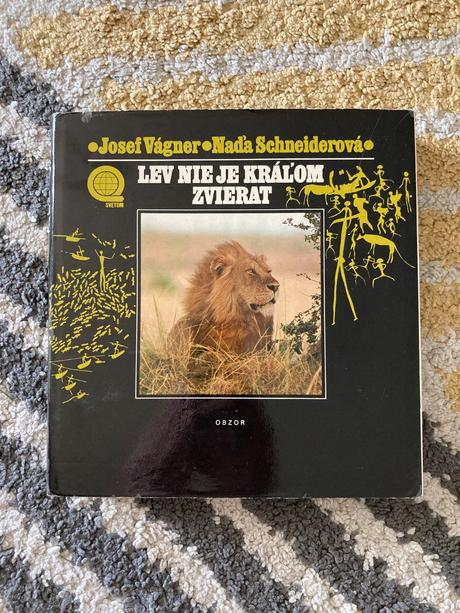 •Josef Vágner•Naďa Schneiderová•
SVETOM
LEV NIE JE KRÁĽOM
ZVIERAT
OBZOR